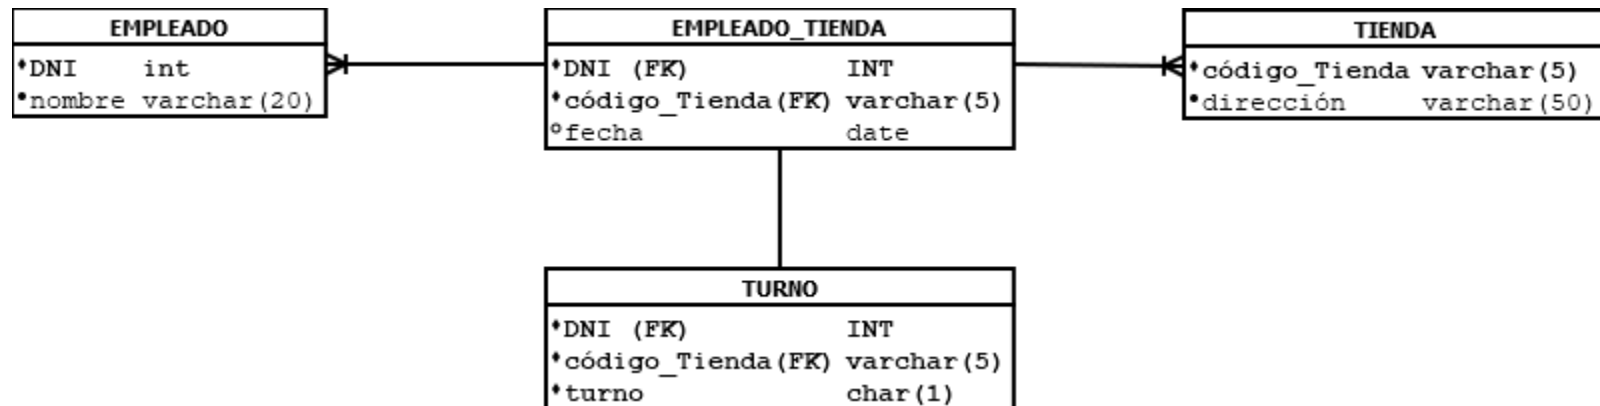 EMPLEADO
DNI int
nombre varchar(20)
EMPLEADO_TIENDA
DNI (FK) INT
código_Tienda(FK) varchar(5)
fecha date
TIENDA
código_Tienda varchar(5)
dirección varchar(50)
TURNO
DNI (FK) INT
código_Tienda(FK) varchar(5)
turno char(1)